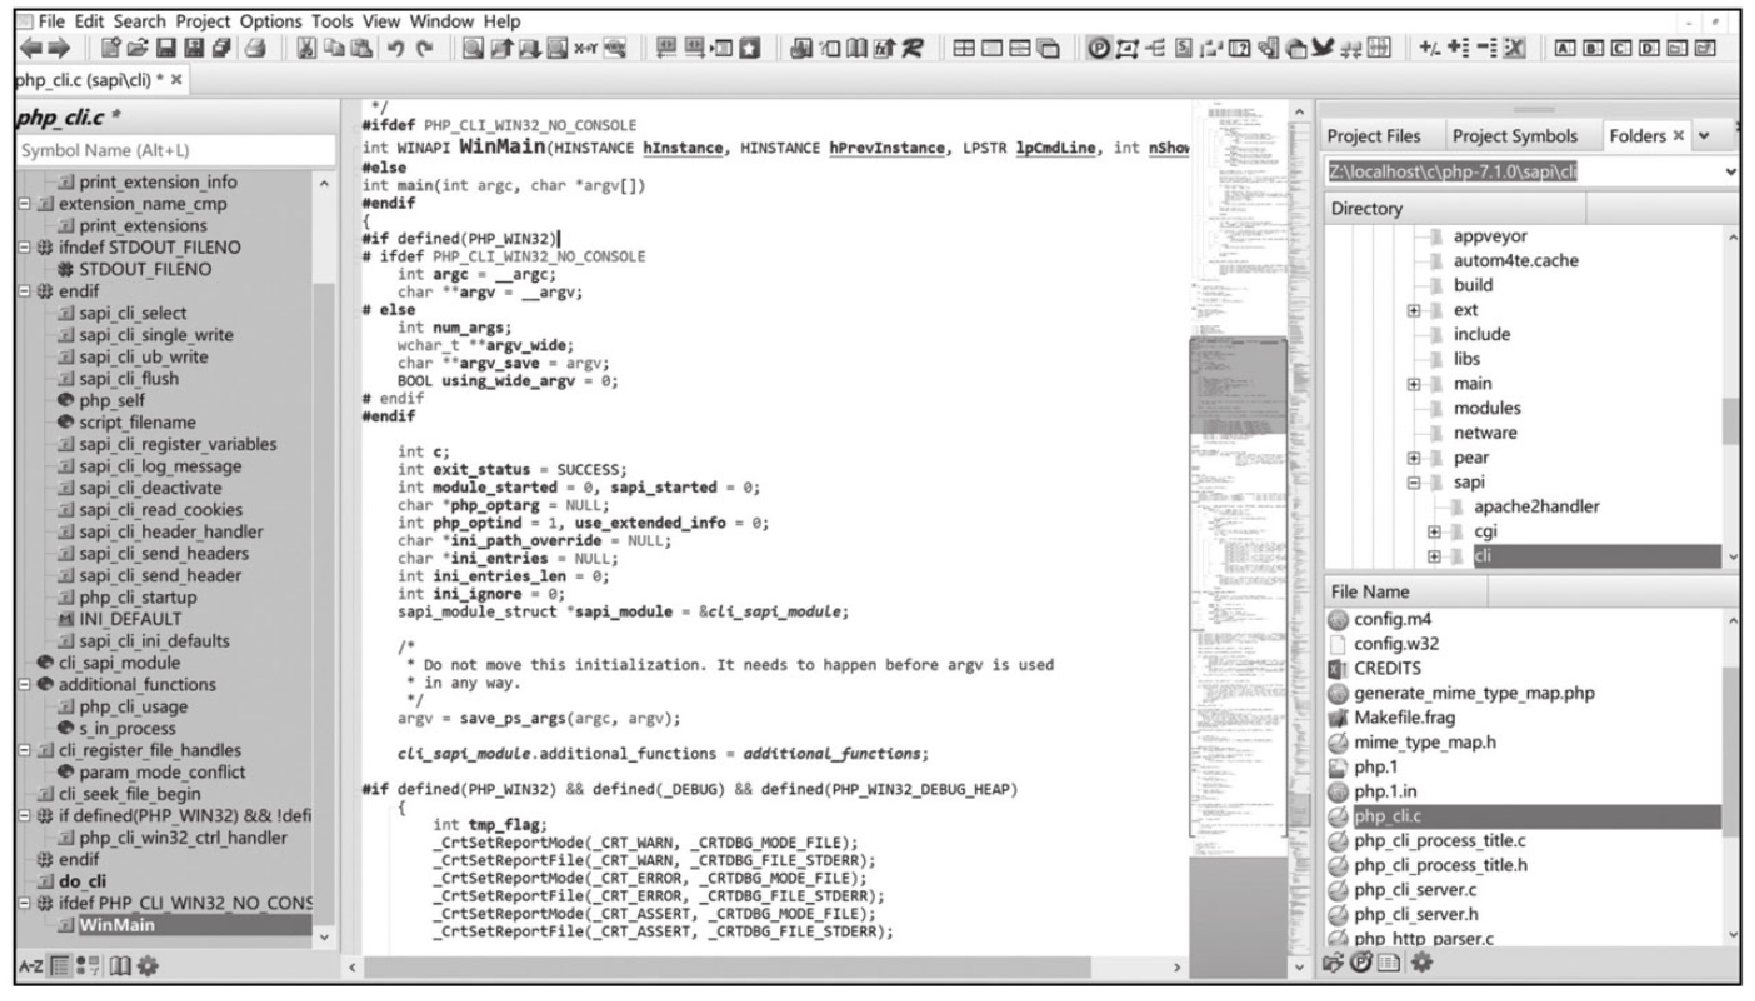 File Edit Search Project Options Tools View Window Help
php_cli.c (sapi\cli) * ×
php_cli.c *
Symbol Name (Alt+L)
print_extension_info
extension_name_cmp
print_extensions
ifndef STDOUT_FILENO
STDOUT_FILENO
endif
sapi_cli_select
sapi_cli_single_write
sapi_cli_ub_write
sapi_cli_flush
php_self
script_filename
sapi_cli_register_variables
sapi_cli_log_message
sapi_cli_deactivate
sapi_cli_read_cookies
sapi_cli_header_handler
sapi_cli_send_headers
sapi_cli_send_header
php_cli_startup
INI_DEFAULT
sapi_cli_ini_defaults
cli_sapi_module
additional_functions
php_cli_usage
s_in_process
cli_register_file_handles
param_mode_conflict
cli_seek_file_begin
if defined(PHP_WIN32) && !defi
php_cli_win32_ctrl_handler
endif
do_cli
ifdef PHP_CLI_WIN32_NO_CONS
WinMain
A-Z
*/
#ifdef PHP_CLI_WIN32_NO_CONSOLE
int WINAPI WinMain(HINSTANCE hInstance, HINSTANCE hPrevInstance, LPSTR lpCmdLine, int nShow
#else
int main(int argc, char *argv[])
#endif
{
#if defined(PHP_WIN32)
# ifdef PHP_CLI_WIN32_NO_CONSOLE
int argc = __argc;
char **argv = __argv;
# else
int num_args;
wchar_t **argv_wide;
char **argv_save = argv;
BOOL using_wide_argv = 0;
# endif
#endif
int c;
int exit_status = SUCCESS;
int module_started = 0, sapi_started = 0;
char *php_optarg = NULL;
int php_optind = 1, use_extended_info = 0;
char *ini_path_override = NULL;
char *ini_entries = NULL;
int ini_entries_len = 0;
int ini_ignore = 0;
sapi_module_struct *sapi_module = &cli_sapi_module;
/*
* Do not move this initialization. It needs to happen before argv is used
* in any way.
*/
argv = save_ps_args(argc, argv);
cli_sapi_module.additional_functions = additional_functions;
#if defined(PHP_WIN32) && defined(_DEBUG) && defined(PHP_WIN32_DEBUG_HEAP)
{
int tmp_flag;
_CrtSetReportMode(_CRT_WARN, _CRTDBG_MODE_FILE);
_CrtSetReportFile(_CRT_WARN, _CRTDBG_FILE_STDERR);
_CrtSetReportMode(_CRT_ERROR, _CRTDBG_MODE_FILE);
_CrtSetReportFile(_CRT_ERROR, _CRTDBG_FILE_STDERR);
_CrtSetReportMode(_CRT_ASSERT, _CRTDBG_MODE_FILE);
_CrtSetReportFile(_CRT_ASSERT, _CRTDBG_FILE_STDERR);
Project Files Project Symbols Folders ×
Z:\localhost\c\php-7.1.0\sapi\cli
Directory
appveyor
autom4te.cache
build
ext
include
libs
main
modules
netware
pear
sapi
apache2handler
cgi
cli
File Name
config.m4
config.w32
CREDITS
generate_mime_type_map.php
Makefile.frag
mime_type_map.h
php.1
php.1.in
php_cli.c
php_cli_process_title.c
php_cli_process_title.h
php_cli_server.c
php_cli_server.h
php_http_parser.c